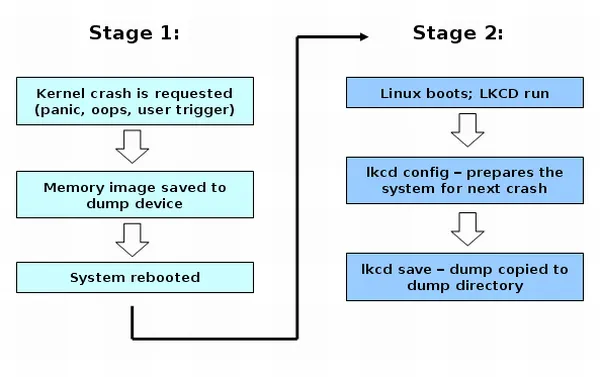 Stage 1:
Kernel crash is requested
(panic, oops, user trigger)
Memory image saved to
dump device
System rebooted
Stage 2:
Linux boots; LKCD run
lkcd config – prepares the
system for next crash
lkcd save – dump copied to
dump directory